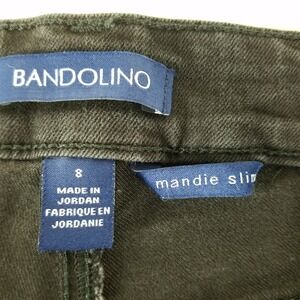 BANDOLINO
8
MADE IN
JORDAN
FABRIQUE EN
JORDANIE
mandie slim